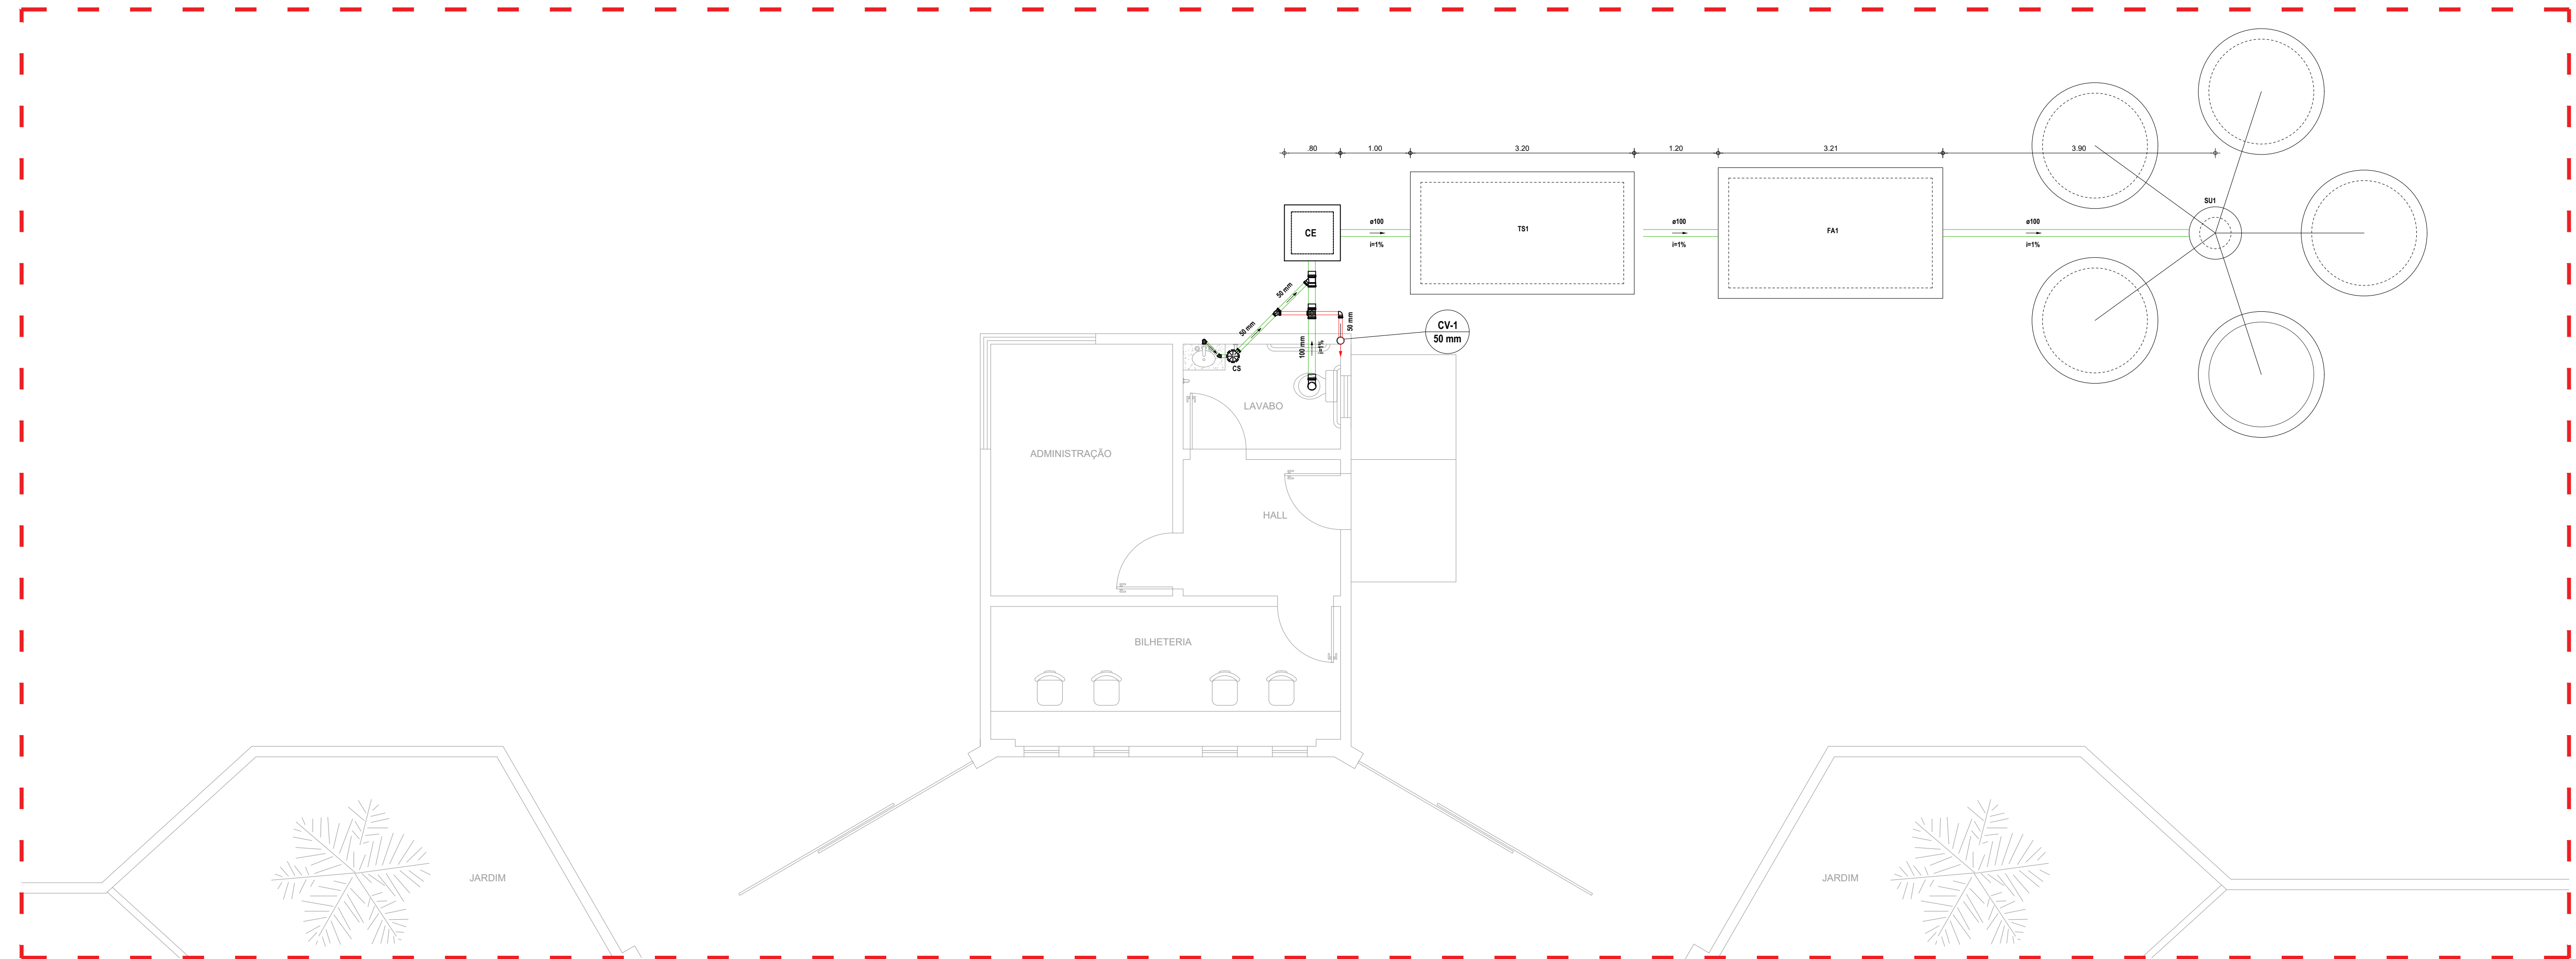 .80 1.00 3.20 1.20 3.21 3.90
SU1
ø100
i=1%
ø100
i=1%
ø100
i=1%
CE
TS1
FA1
50 mm
50 mm
50 mm
CV-1
50 mm
100 mm
i=1%
CS
LAVABO
ADMINISTRAÇÃO
HALL
BILHETERIA
JARDIM
JARDIM